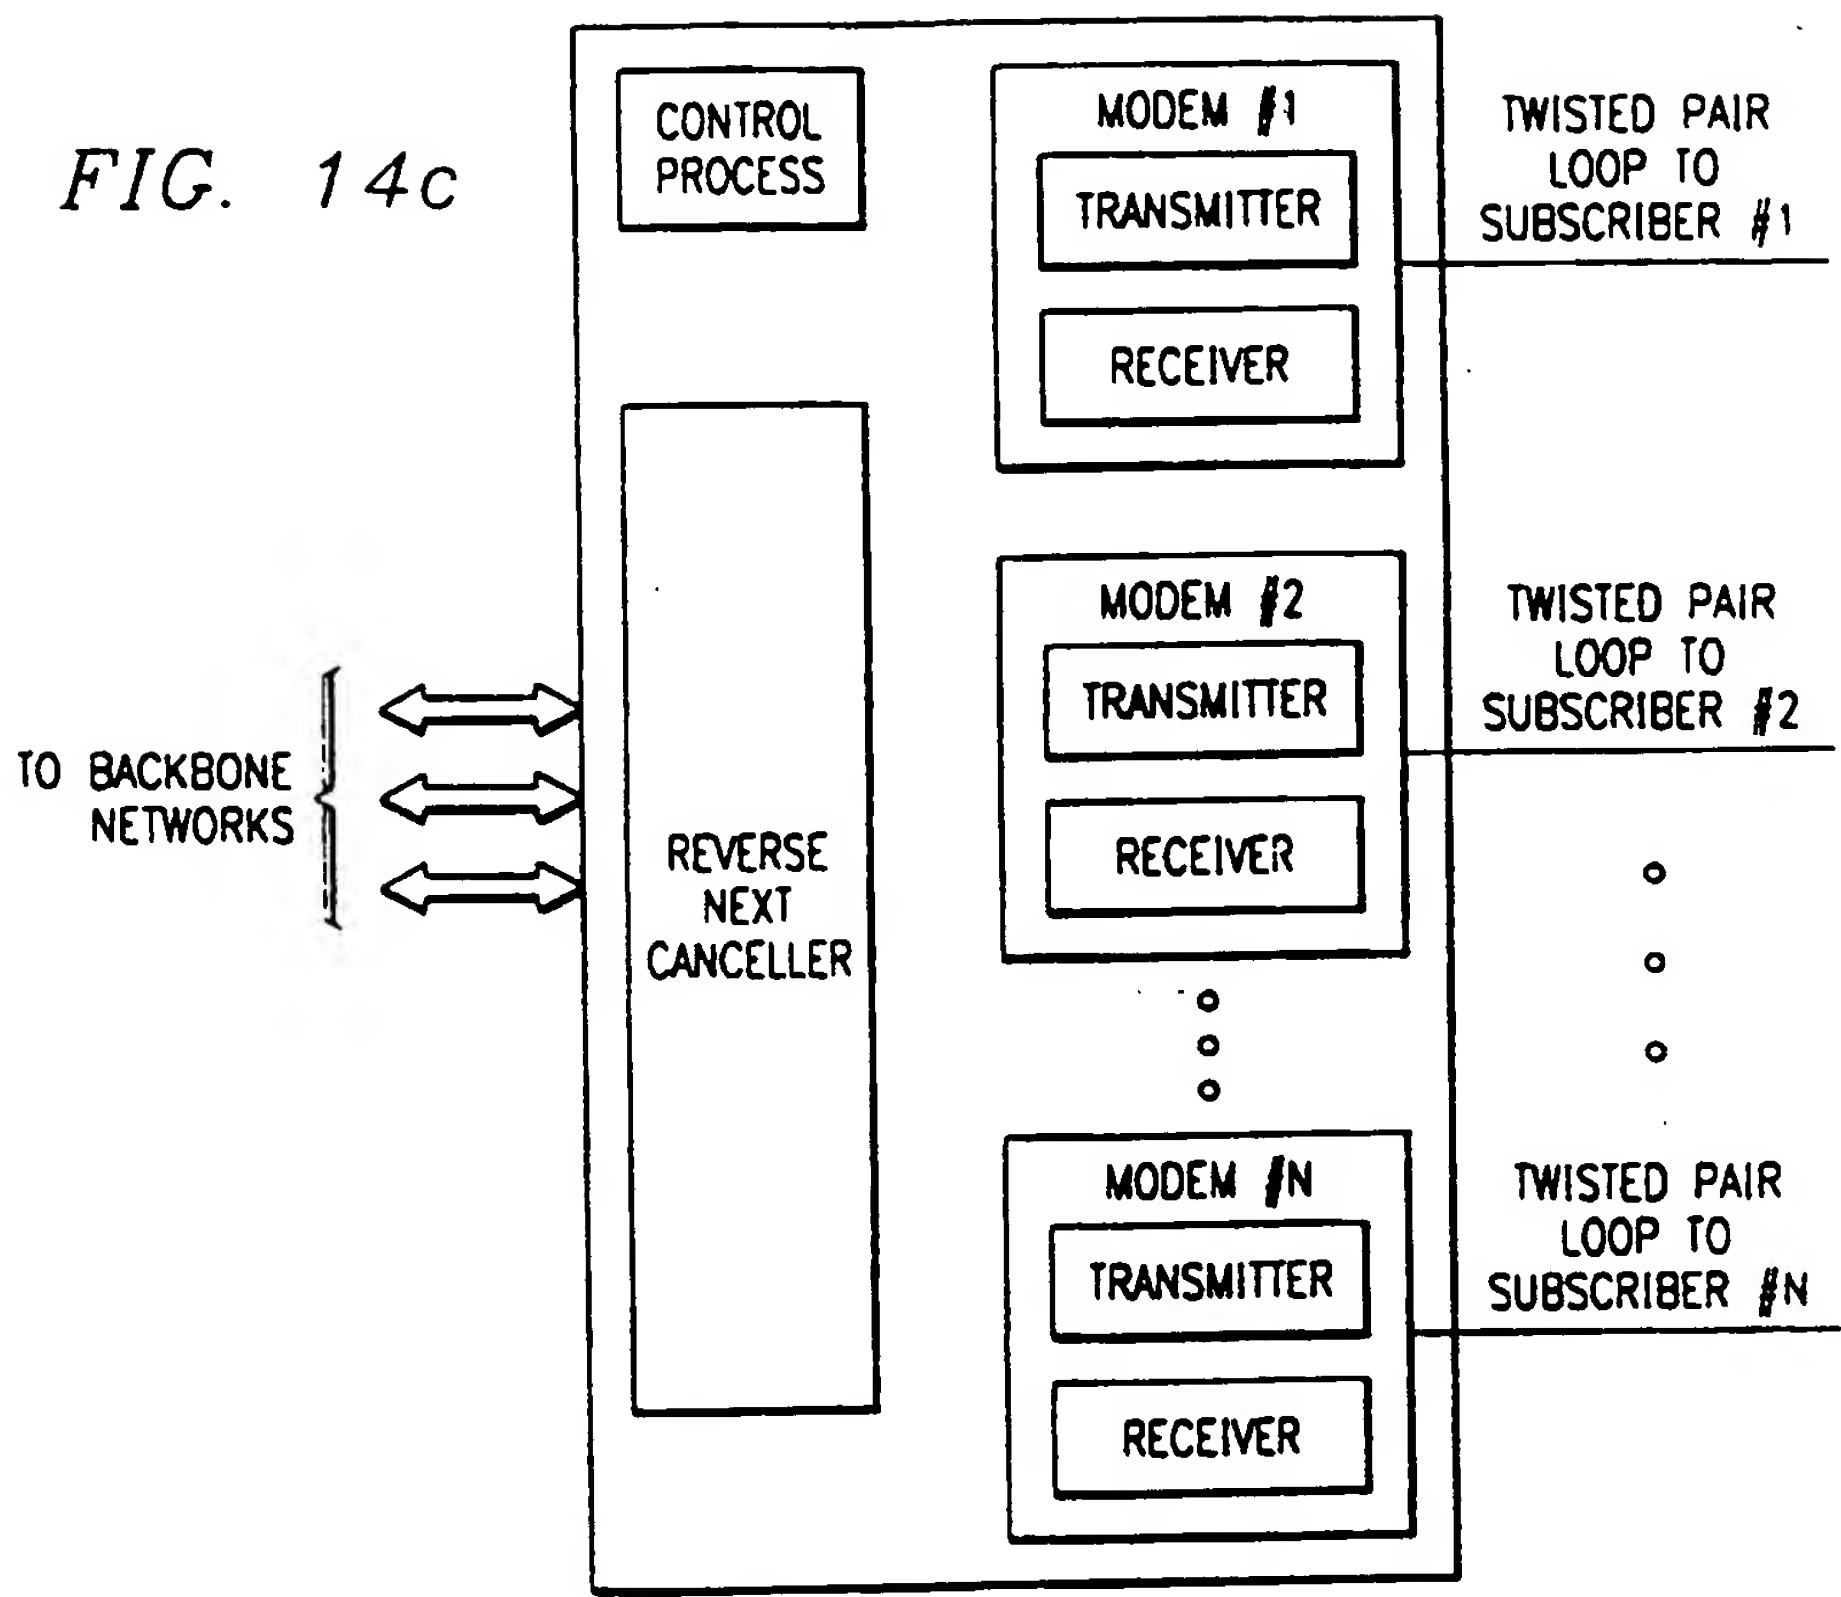 FIG. 14c
CONTROL
PROCESS
MODEM #1
TRANSMITTER
RECEIVER
TWISTED PAIR
LOOP TO
SUBSCRIBER #1
TO BACKBONE
NETWORKS
REVERSE
NEXT
CANCELLER
MODEM #2
TRANSMITTER
RECEIVER
TWISTED PAIR
LOOP TO
SUBSCRIBER #2
MODEM #N
TRANSMITTER
RECEIVER
TWISTED PAIR
LOOP TO
SUBSCRIBER #N